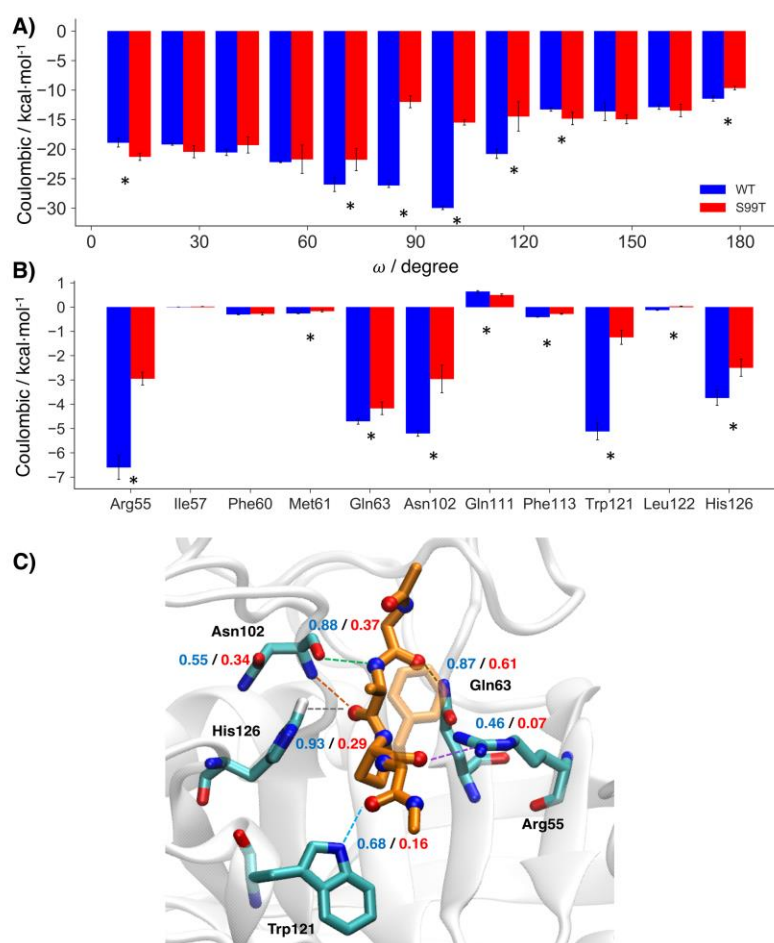 A)
Coulombic / kcal·mol⁻¹
0
−5
−10
−15
−20
−25
−30
*
*
*
*
*
*
*
WT
S99T
0 30 60 90 120 150 180
ω / degree
B)
Coulombic / kcal·mol⁻¹
1
0
−1
−2
−3
−4
−5
−6
−7
*
*
*
*
*
*
*
*
*
Arg55 Ile57 Phe60 Met61 Gln63 Asn102 Gln111 Phe113 Trp121 Leu122 His126
C)
Asn102
0.88 / 0.37
0.55 / 0.34
0.87 / 0.61
Gln63
His126
0.46 / 0.07
0.93 / 0.29
Arg55
0.68 / 0.16
Trp121